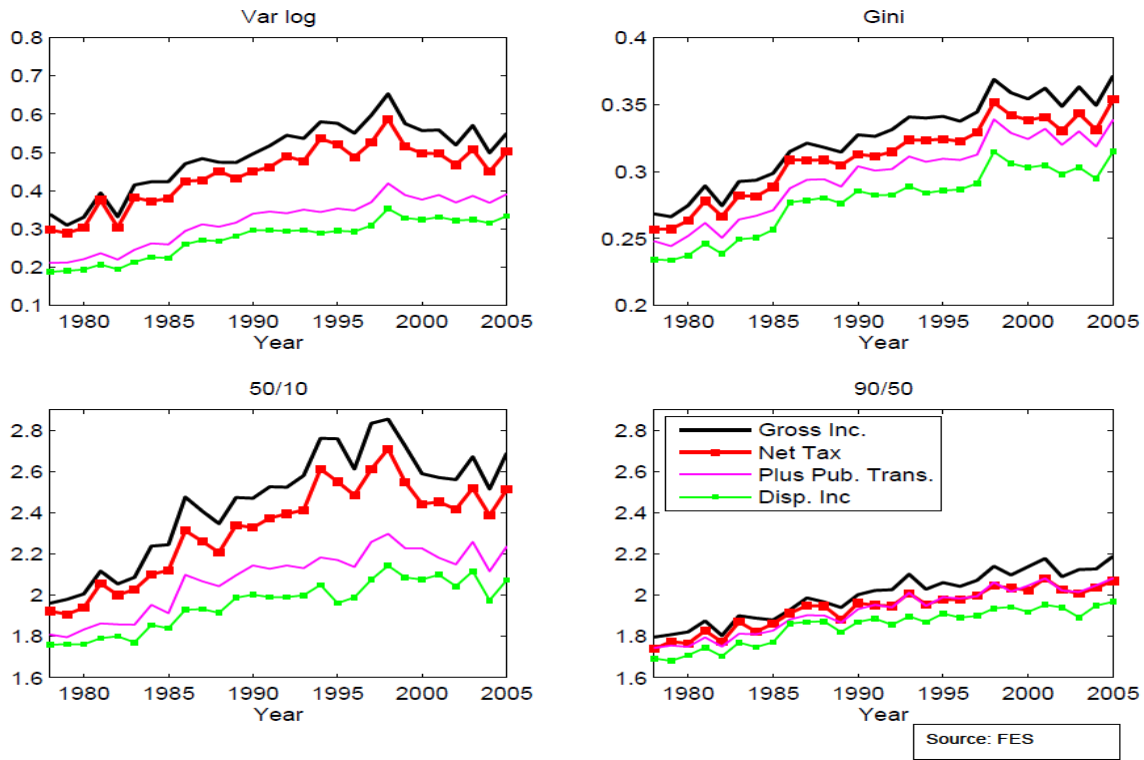 Var log
0.8
0.7
0.6
0.5
0.4
0.3
0.2
0.1
1980 1985 1990 1995 2000 2005
Year
Gini
0.4
0.35
0.3
0.25
0.2
1980 1985 1990 1995 2000 2005
Year
50/10
2.8
2.6
2.4
2.2
2
1.8
1.6
1980 1985 1990 1995 2000 2005
Year
90/50
2.8
2.6
2.4
2.2
2
1.8
1.6
Gross Inc.
Net Tax
Plus Pub. Trans.
Disp. Inc
1980 1985 1990 1995 2000 2005
Year
Source: FES